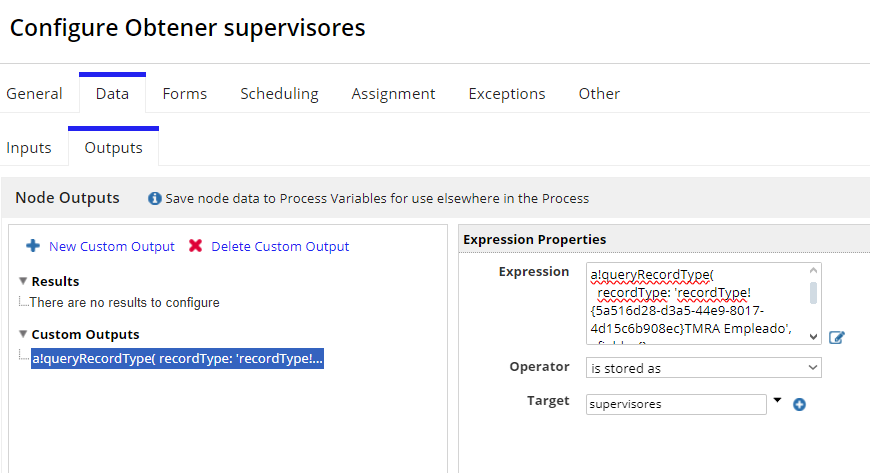 Configure Obtener supervisores
General Data Forms Scheduling Assignment Exceptions Other
Inputs Outputs
Node Outputs Save node data to Process Variables for use elsewhere in the Process
New Custom Output Delete Custom Output
Results
There are no results to configure
Custom Outputs
a!queryRecordType( recordType: 'recordType!...
Expression Properties
Expression
a!queryRecordType(
recordType: 'recordType!
{5a516d28-d3a5-44e9-8017-
4d15c6b908ec}TMRA Empleado',
Operator is stored as
Target supervisores